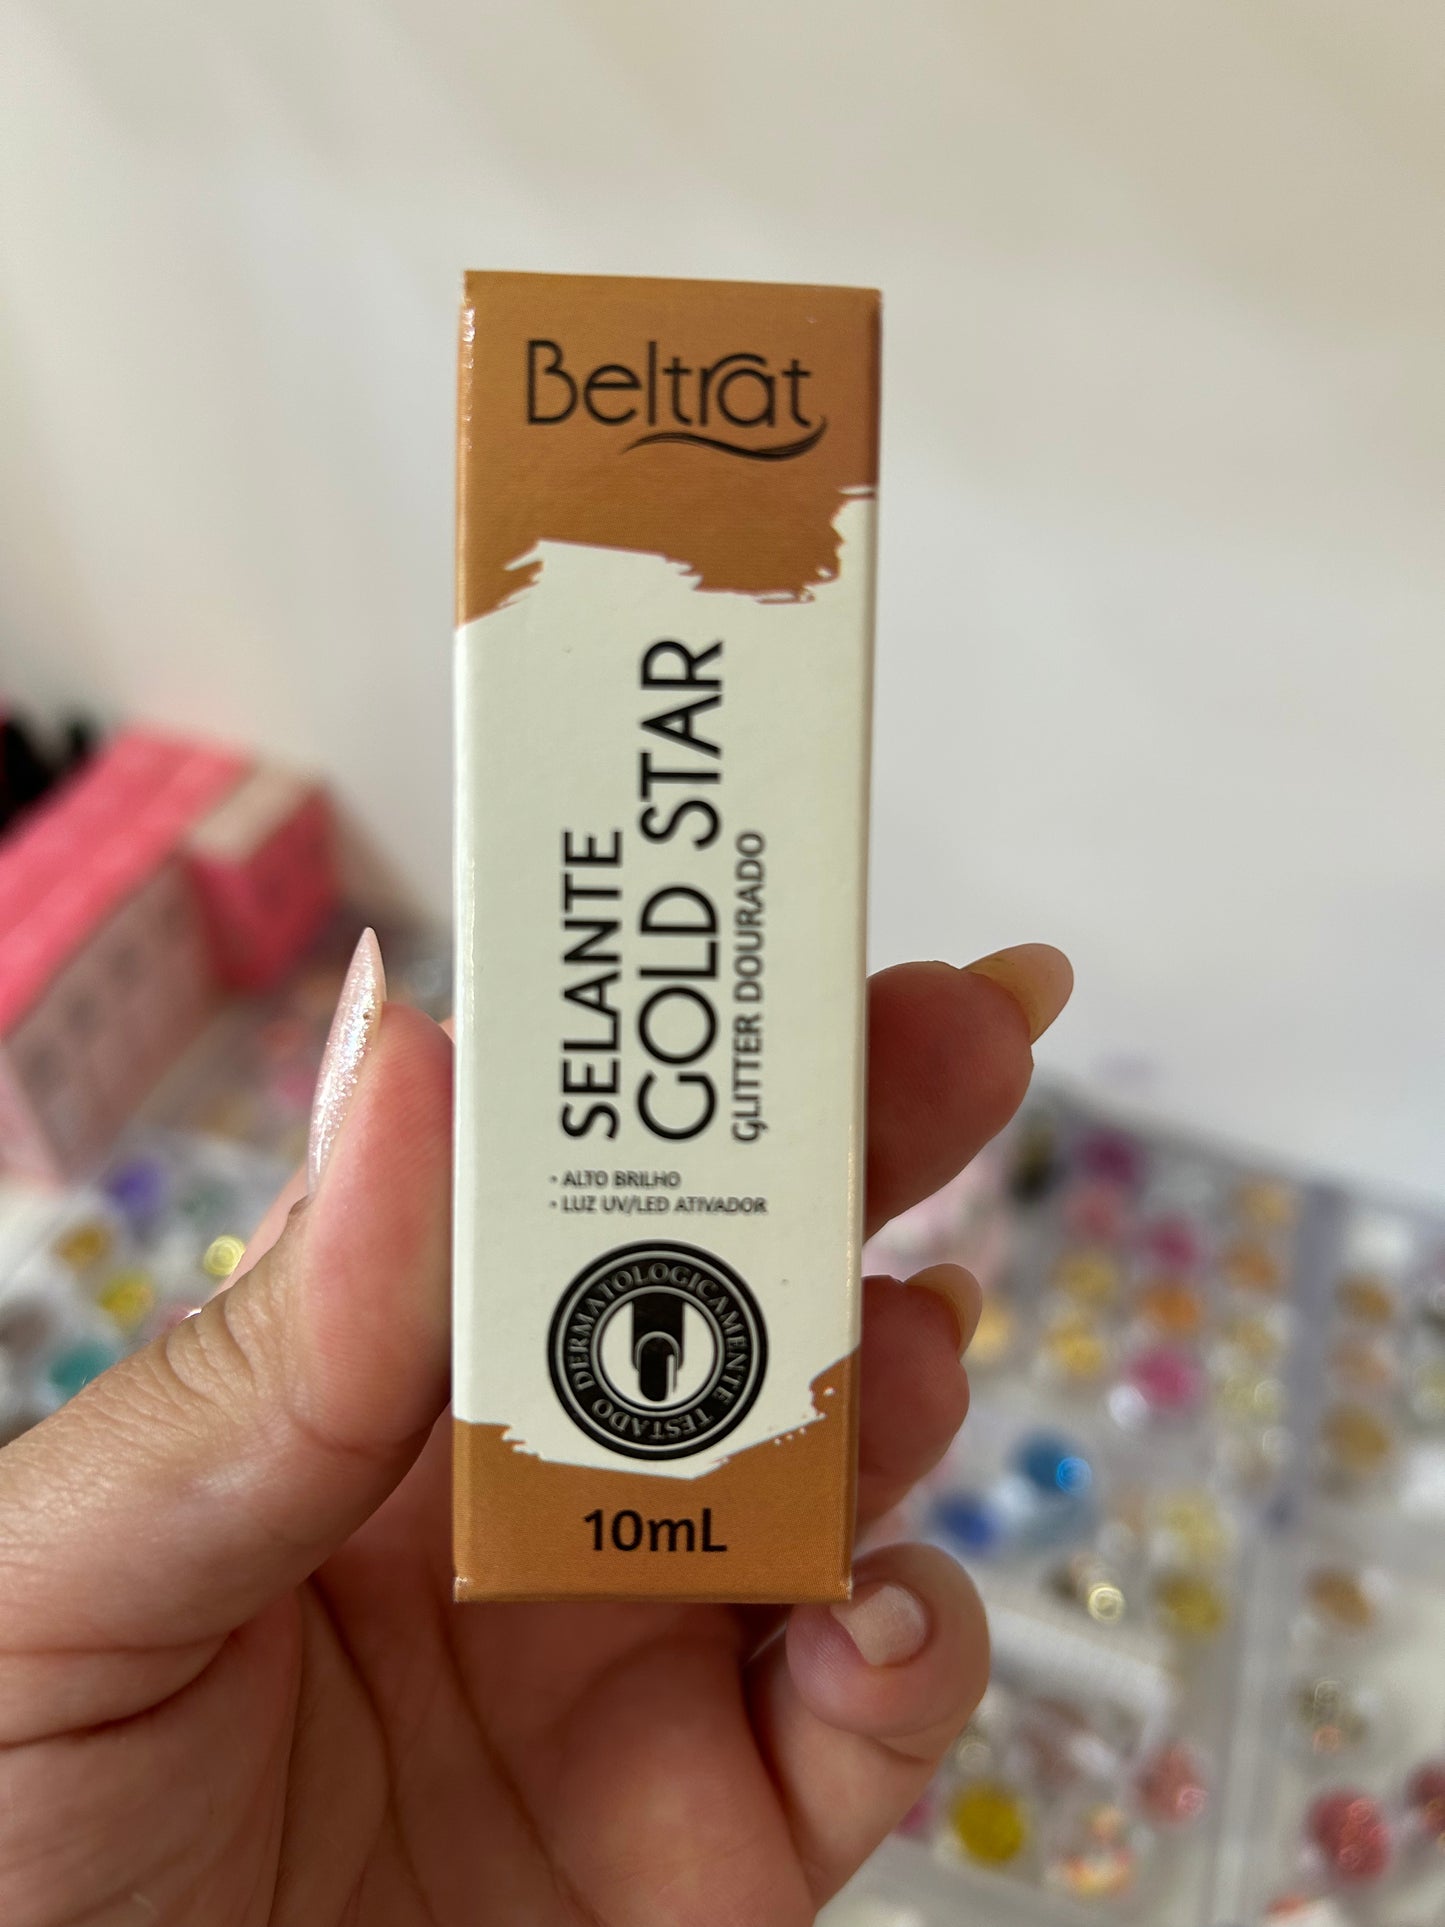 Beltrat
SELANTE
GOLD STAR
GLITTER DOURADO
• ALTO BRILHO
• LUZ UV/LED ATIVADOR
DERMATOLOGICAMENTE TESTADO
10mL